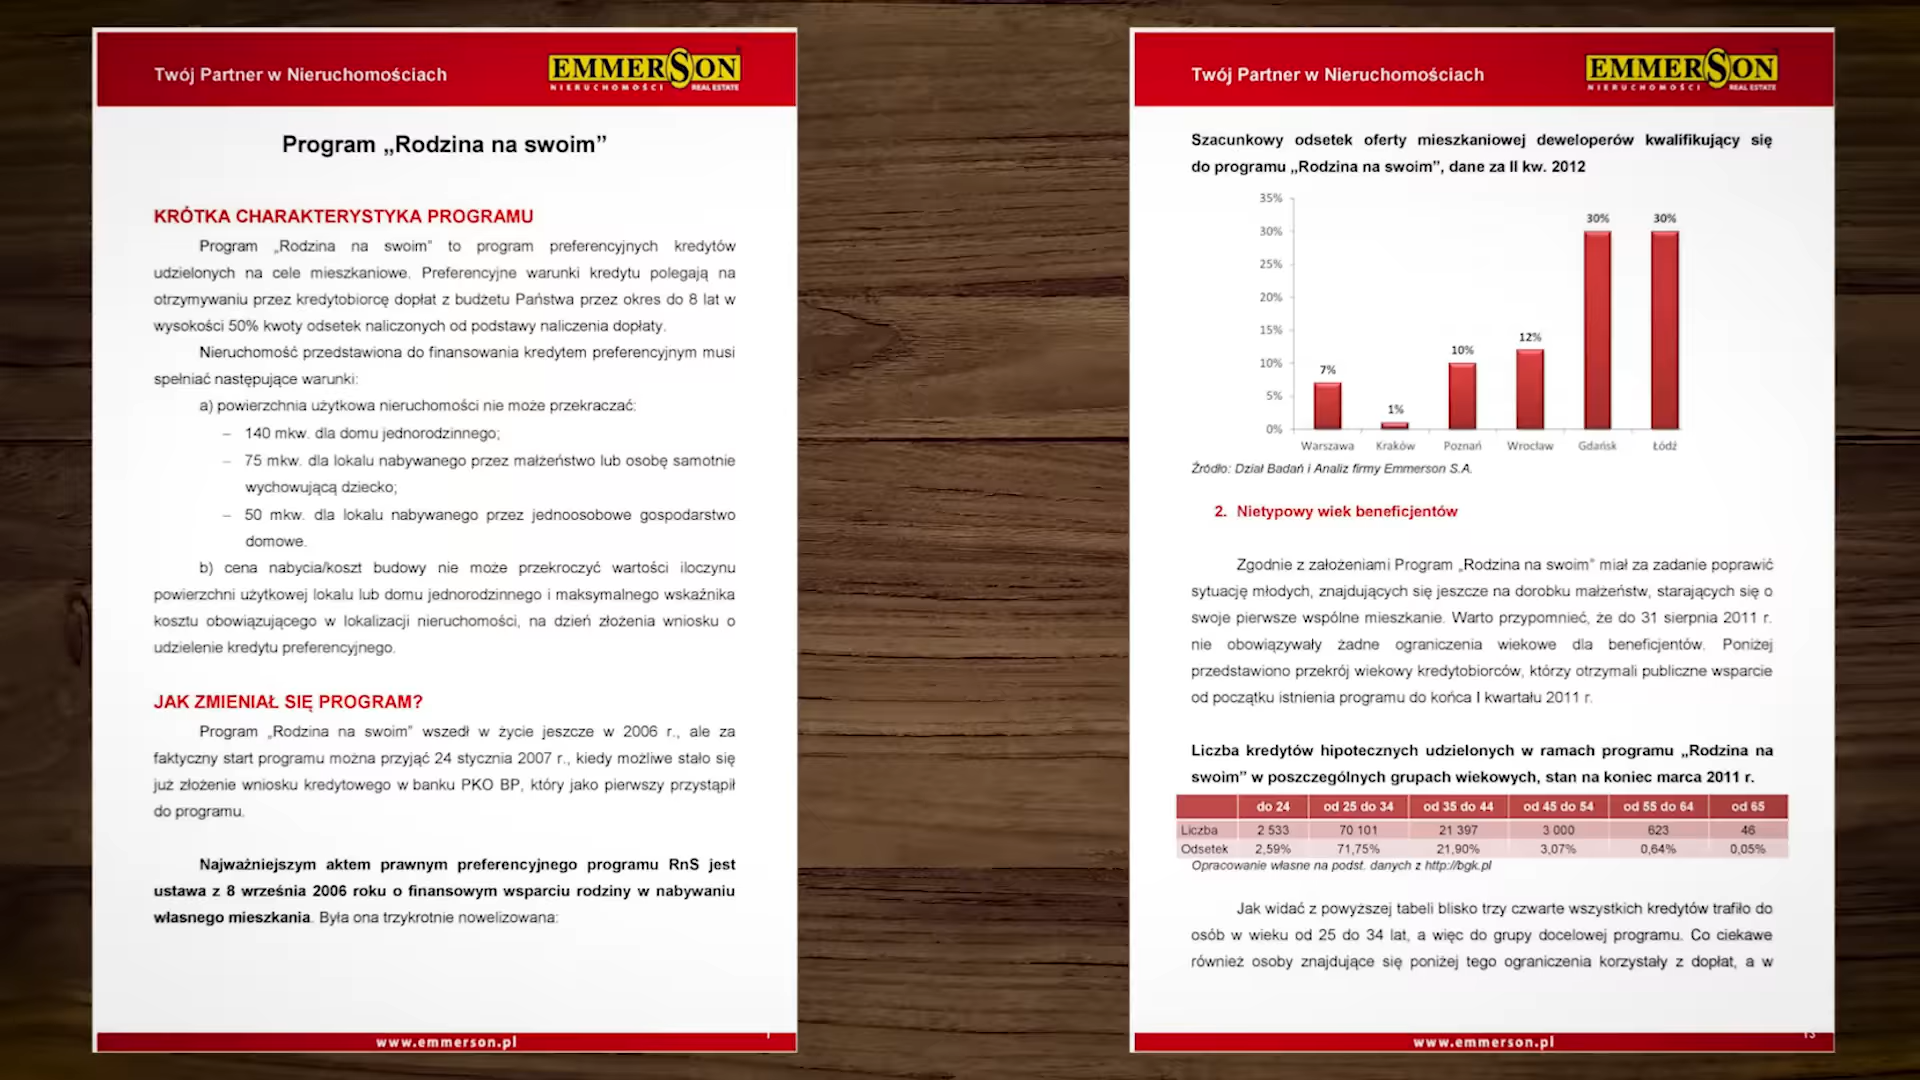 Twój Partner w Nieruchomościach
EMMERSON
NIERUCHOMOŚCI REAL ESTATE
Program „Rodzina na swoim”
KRÓTKA CHARAKTERYSTYKA PROGRAMU
Program „Rodzina na swoim” to program preferencyjnych kredytów
udzielonych na cele mieszkaniowe. Preferencyjne warunki kredytu polegają na
otrzymywaniu przez kredytobiorcę dopłat z budżetu Państwa przez okres do 8 lat w
wysokości 50% kwoty odsetek naliczonych od podstawy naliczenia dopłaty.
Nieruchomość przedstawiona do finansowania kredytem preferencyjnym musi
spełniać następujące warunki:
a) powierzchnia użytkowa nieruchomości nie może przekraczać:
– 140 mkw. dla domu jednorodzinnego;
– 75 mkw. dla lokalu nabywanego przez małżeństwo lub osobę samotnie
wychowującą dziecko;
– 50 mkw. dla lokalu nabywanego przez jednoosobowe gospodarstwo
domowe.
b) cena nabycia/koszt budowy nie może przekroczyć wartości iloczynu
powierzchni użytkowej lokalu lub domu jednorodzinnego i maksymalnego wskaźnika
kosztu obowiązującego w lokalizacji nieruchomości, na dzień złożenia wniosku o
udzielenie kredytu preferencyjnego.
JAK ZMIENIAŁ SIĘ PROGRAM?
Program „Rodzina na swoim” wszedł w życie jeszcze w 2006 r., ale za
faktyczny start programu można przyjąć 24 stycznia 2007 r., kiedy możliwe stało się
już złożenie wniosku kredytowego w banku PKO BP, który jako pierwszy przystąpił
do programu.
Najważniejszym aktem prawnym preferencyjnego programu RnS jest
ustawa z 8 września 2006 roku o finansowym wsparciu rodziny w nabywaniu
własnego mieszkania. Była ona trzykrotnie nowelizowana:
www.emmerson.pl
Twój Partner w Nieruchomościach
EMMERSON
NIERUCHOMOŚCI REAL ESTATE
Szacunkowy odsetek oferty mieszkaniowej deweloperów kwalifikujący się
do programu „Rodzina na swoim”, dane za II kw. 2012
35%
30%
25%
20%
15%
10%
5%
0%
7% 1% 10% 12% 30% 30%
Warszawa Kraków Poznań Wrocław Gdańsk Łódź
Źródło: Dział Badań i Analiz firmy Emmerson S.A.
2. Nietypowy wiek beneficjentów
Zgodnie z założeniami Program „Rodzina na swoim” miał za zadanie poprawić
sytuację młodych, znajdujących się jeszcze na dorobku małżeństw, starających się o
swoje pierwsze wspólne mieszkanie. Warto przypomnieć, że do 31 sierpnia 2011 r.
nie obowiązywały żadne ograniczenia wiekowe dla beneficjentów. Poniżej
przedstawiono przekrój wiekowy kredytobiorców, którzy otrzymali publiczne wsparcie
od początku istnienia programu do końca I kwartału 2011 r.
Liczba kredytów hipotecznych udzielonych w ramach programu „Rodzina na
swoim” w poszczególnych grupach wiekowych, stan na koniec marca 2011 r.
do 24 od 25 do 34 od 35 do 44 od 45 do 54 od 55 do 64 od 65
Liczba 2 533 70 101 21 397 3 000 623 46
Odsetek 2,59% 71,75% 21,90% 3,07% 0,64% 0,05%
Opracowanie własne na podst. danych z http://bgk.pl
Jak widać z powyższej tabeli blisko trzy czwarte wszystkich kredytów trafiło do
osób w wieku od 25 do 34 lat, a więc do grupy docelowej programu. Co ciekawe
również osoby znajdujące się poniżej tego ograniczenia korzystały z dopłat, a w
www.emmerson.pl